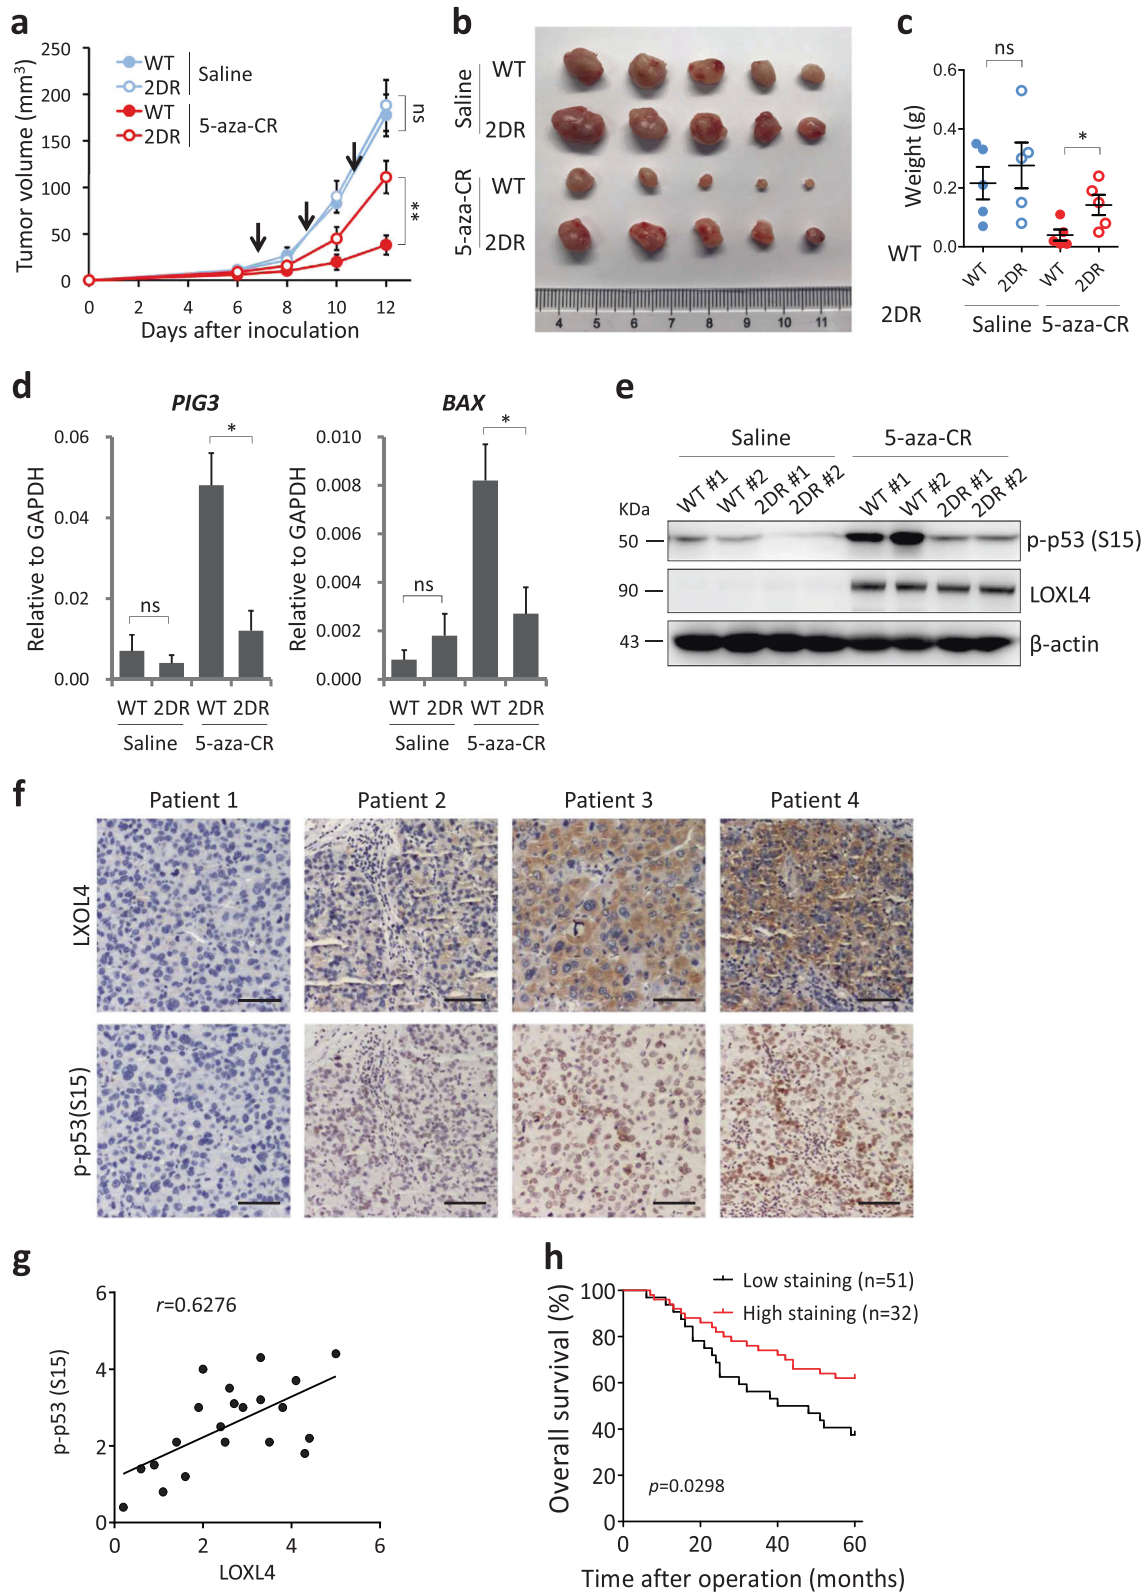 a
Tumor volume (mm³)
250
200
150
100
50
0
0 2 4 6 8 10 12
Days after inoculation
WT
2DR
Saline
WT
2DR
5-aza-CR
ns
**
b
Saline
WT
2DR
5-aza-CR
WT
2DR
4 5 6 7 8 9 10 11
c
Weight (g)
0.6
0.4
0.2
0.0
ns
*
WT
2DR
WT 2DR WT 2DR
Saline 5-aza-CR
d
PIG3
Relative to GAPDH
0.06
0.04
0.02
0.00
ns
*
WT 2DR WT 2DR
Saline 5-aza-CR
BAX
Relative to GAPDH
0.010
0.008
0.006
0.004
0.002
0.000
ns
*
WT 2DR WT 2DR
Saline 5-aza-CR
e
Saline 5-aza-CR
WT #1 WT #2 2DR #1 2DR #2 WT #1 WT #2 2DR #1 2DR #2
KDa
50 p-p53 (S15)
90 LOXL4
43 β-actin
f
Patient 1 Patient 2 Patient 3 Patient 4
LXOL4
p-p53(S15)
g
p-p53 (S15)
6
4
2
0
r=0.6276
0 2 4 6
LOXL4
h
Overall survival (%)
100
80
60
40
20
0
Low staining (n=51)
High staining (n=32)
p=0.0298
0 20 40 60
Time after operation (months)